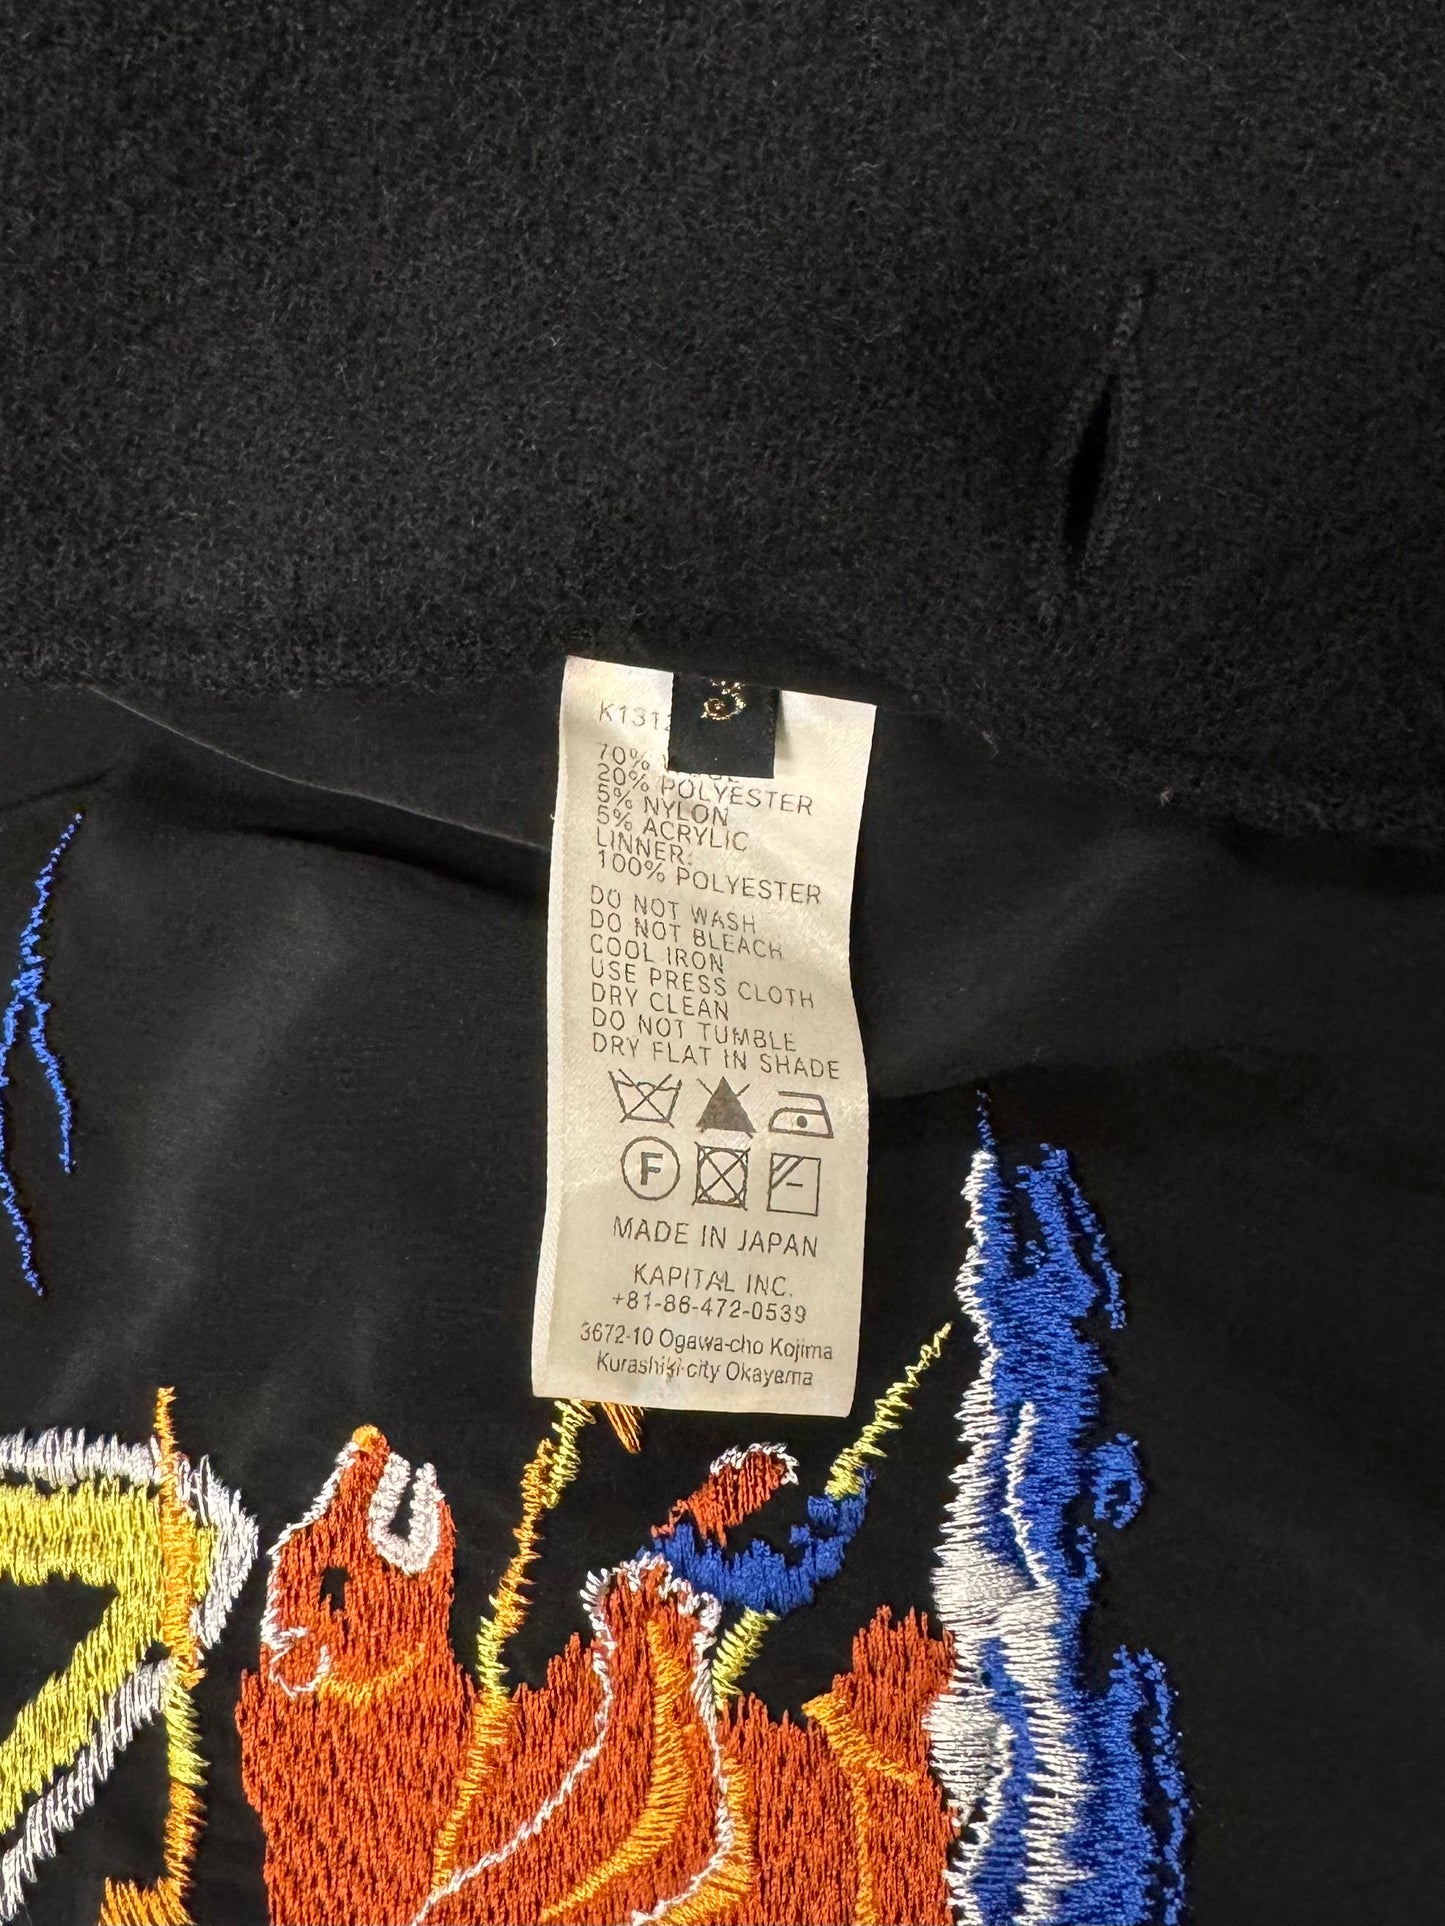 3
K131
70%
20% POLYESTER
5% NYLON
5% ACRYLIC
LINNER:
100% POLYESTER
DO NOT WASH
DO NOT BLEACH
COOL IRON
USE PRESS CLOTH
DRY CLEAN
DO NOT TUMBLE
DRY FLAT IN SHADE
F
MADE IN JAPAN
KAPITAL INC.
+81-86-472-0539
3672-10 Ogawa-cho Kojima
Kurashiki-city Okayama